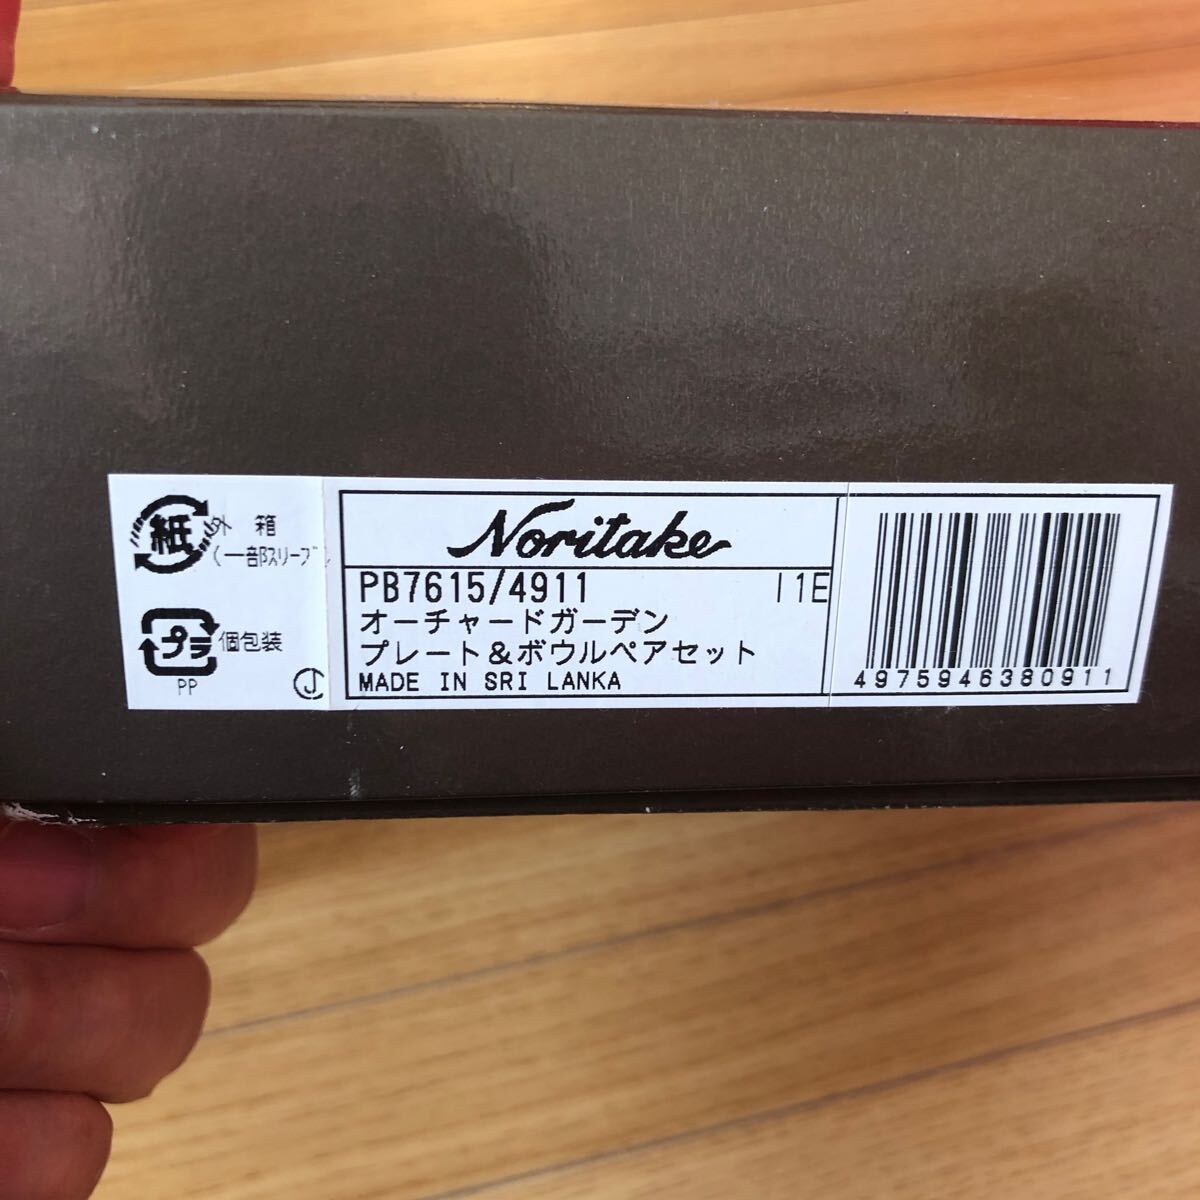 紙 外 箱
(一部スリーブ)
プラ 個包装
PP
Noritake
PB7615/4911 I1E
オーチャードガーデン
プレート&ボウルペアセット
MADE IN SRI LANKA
4975946380911